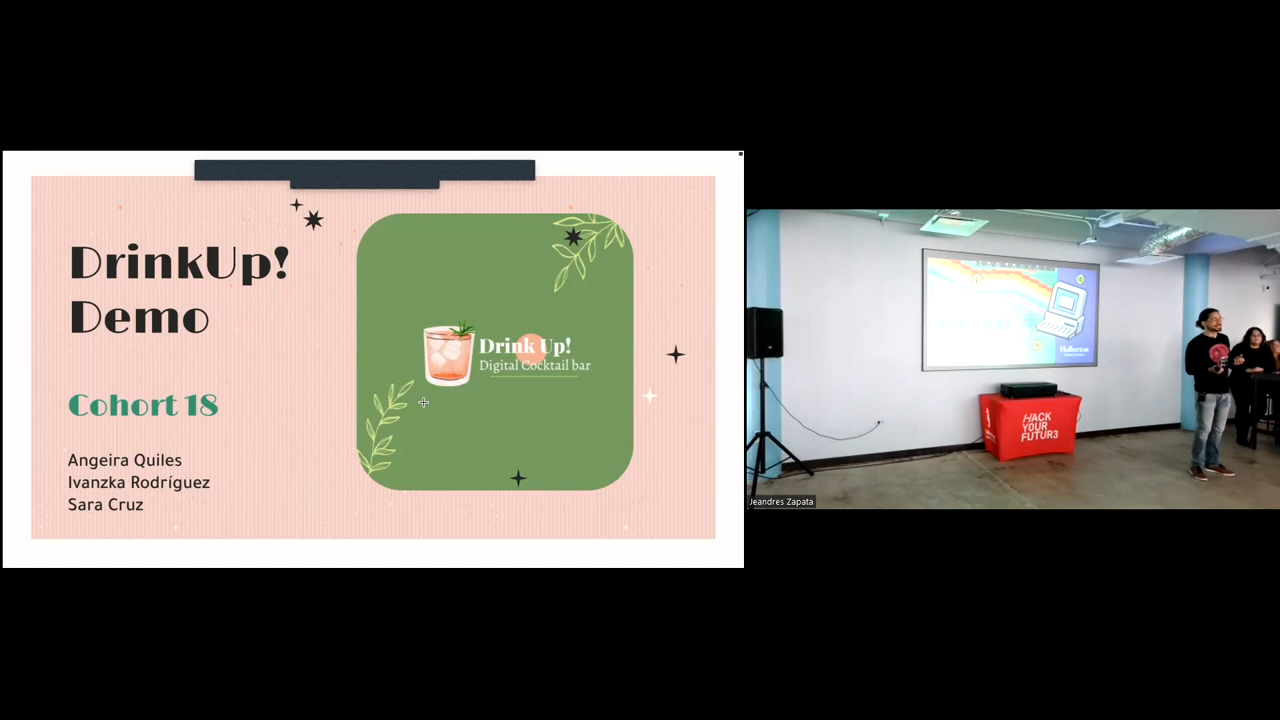 DrinkUp!
Demo
Cohort 18
Angeira Quiles
Ivanzka Rodríguez
Sara Cruz
Drink Up!
Digital Cocktail bar
Holberton
HACK
YOUR
FUTUR3
Jeandres Zapata